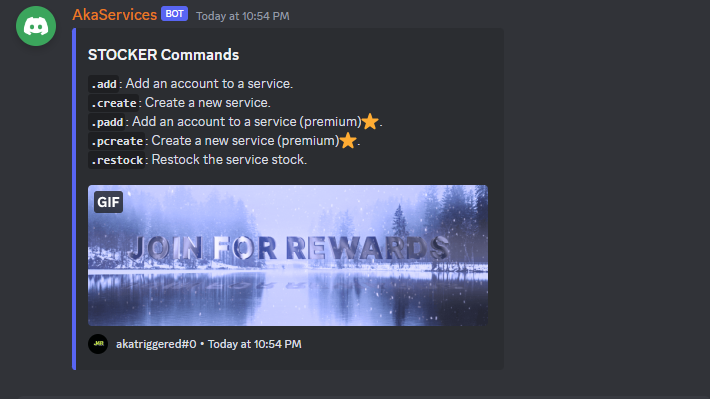 AkaServices BOT Today at 10:54 PM
STOCKER Commands
.add: Add an account to a service.
.create: Create a new service.
.padd: Add an account to a service (premium)⭐.
.pcreate: Create a new service (premium)⭐.
.restock: Restock the service stock.
GIF
JOIN FOR REWARDS
akatriggered#0 • Today at 10:54 PM